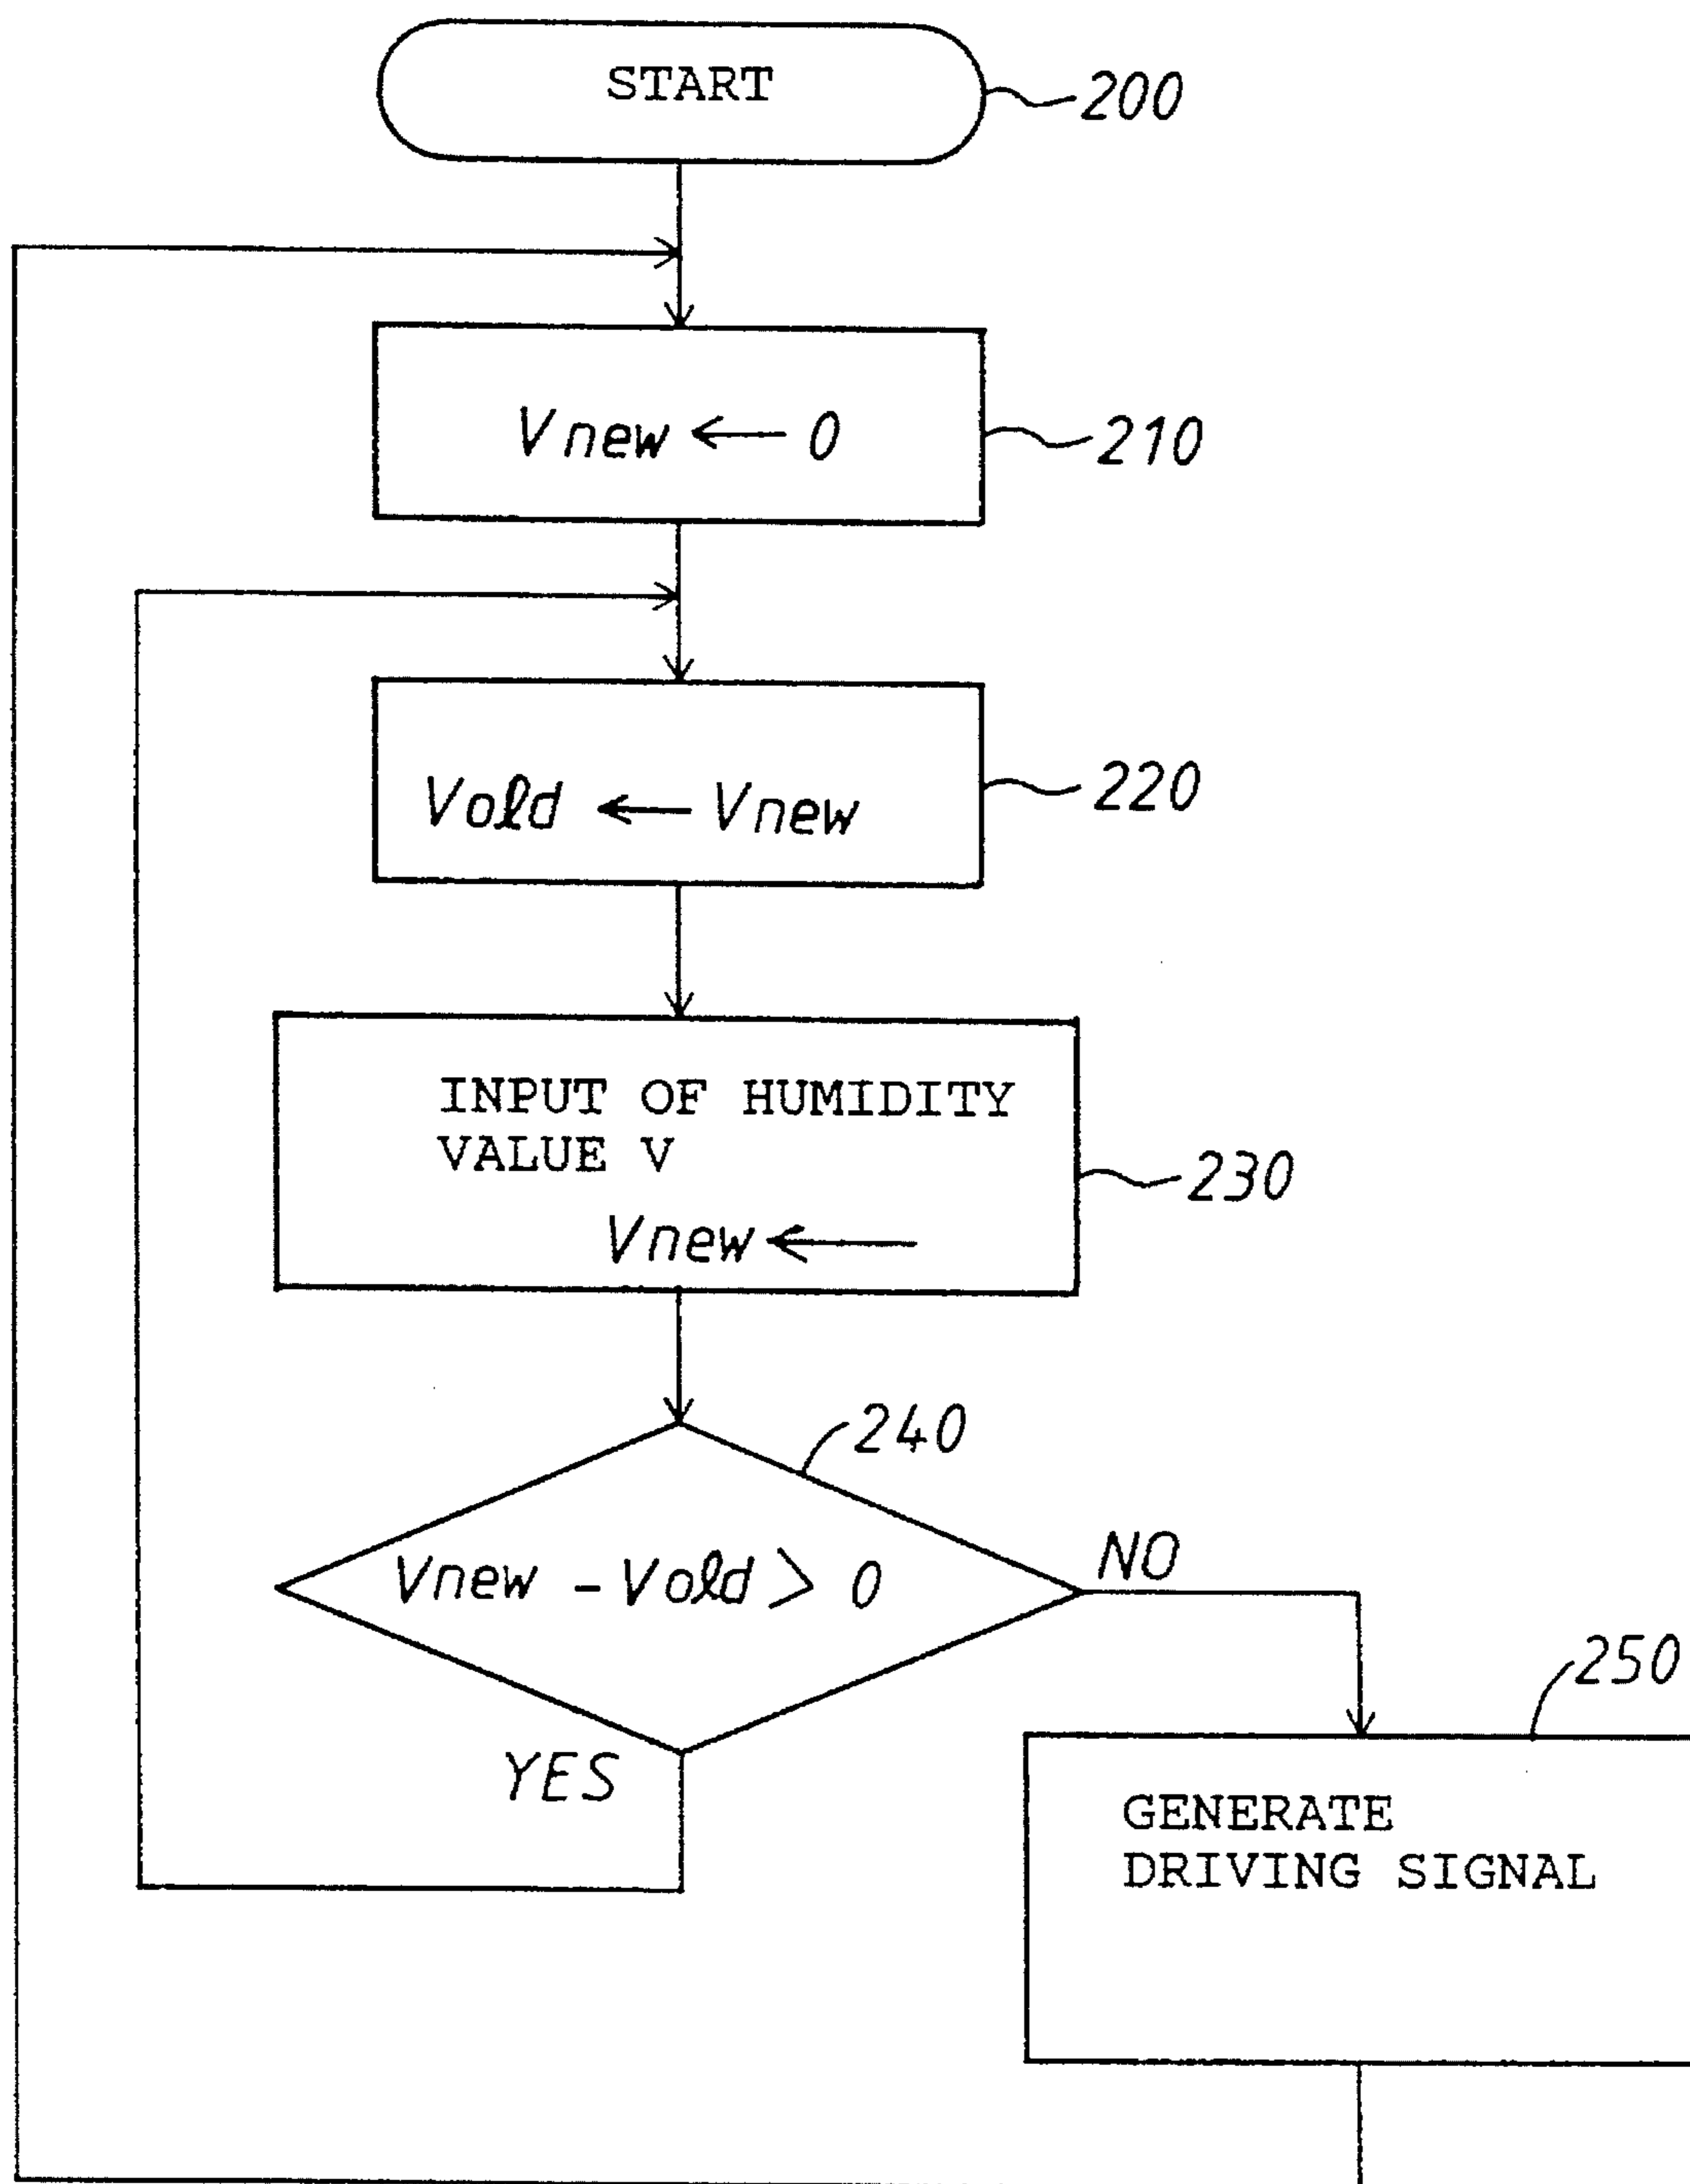 START
200
Vnew ← 0
210
Vold ← Vnew
220
INPUT OF HUMIDITY
VALUE V
Vnew ←
230
240
Vnew - Vold > 0
NO
YES
250
GENERATE
DRIVING SIGNAL